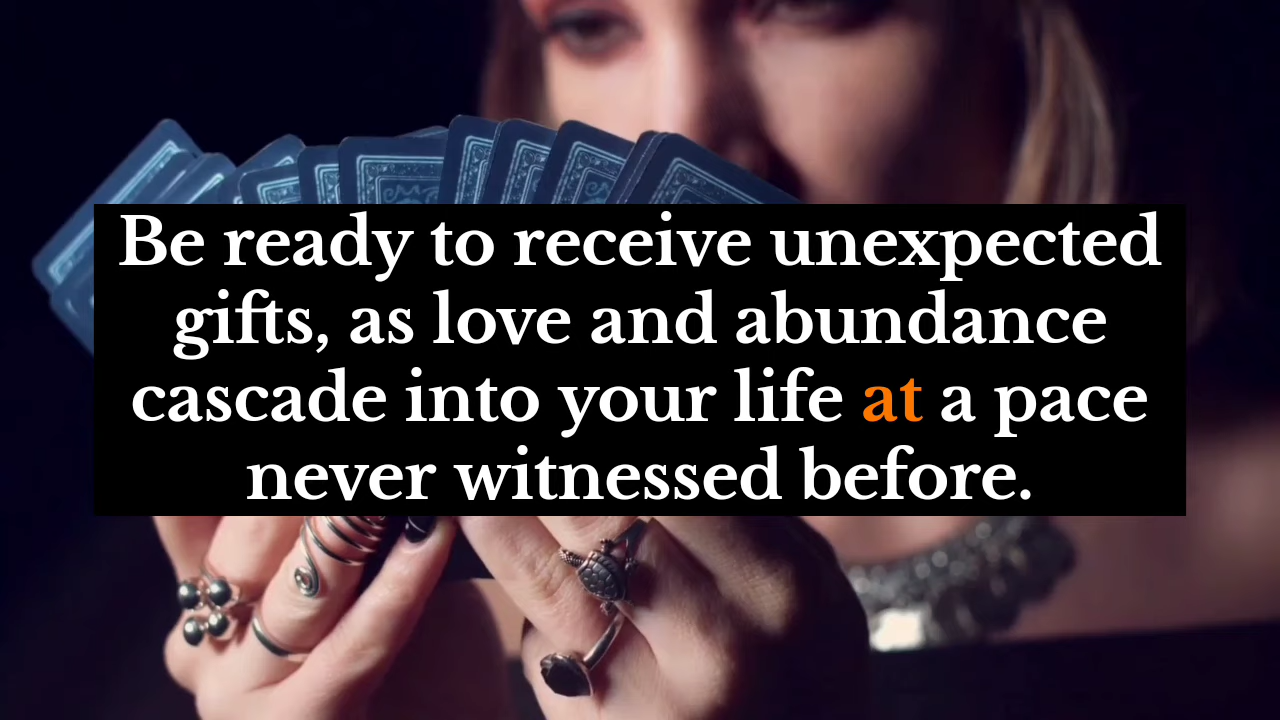 Be ready to receive unexpected
gifts, as love and abundance
cascade into your life at a pace
never witnessed before.